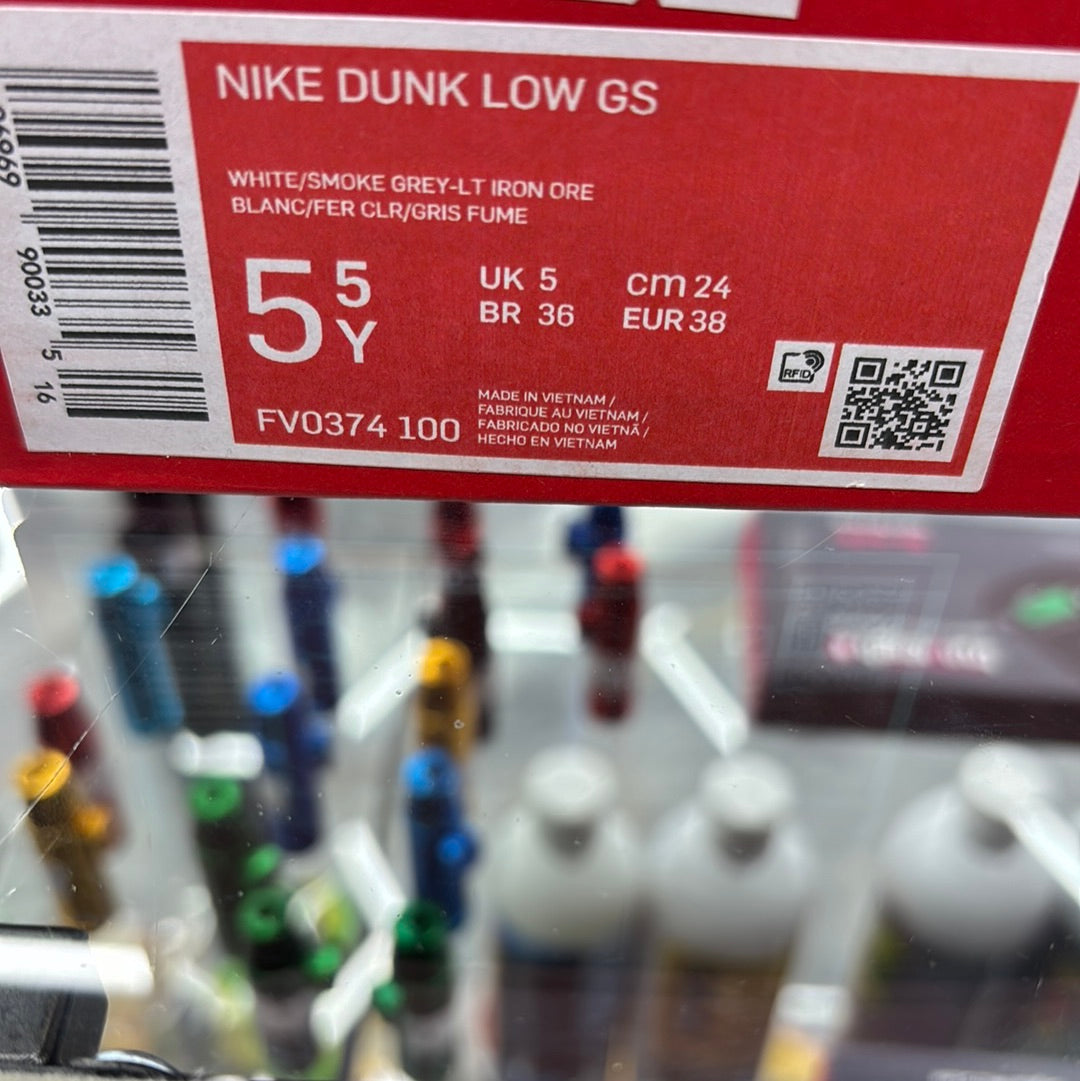 NIKE DUNK LOW GS
WHITE/SMOKE GREY-LT IRON ORE
BLANC/FER CLR/GRIS FUME
5 5Y
UK 5
cm 24
BR 36
EUR 38
RFID
FV0374 100
MADE IN VIETNAM /
FABRIQUE AU VIETNAM /
FABRICADO NO VIETNÃ /
HECHO EN VIETNAM
90033 5 16